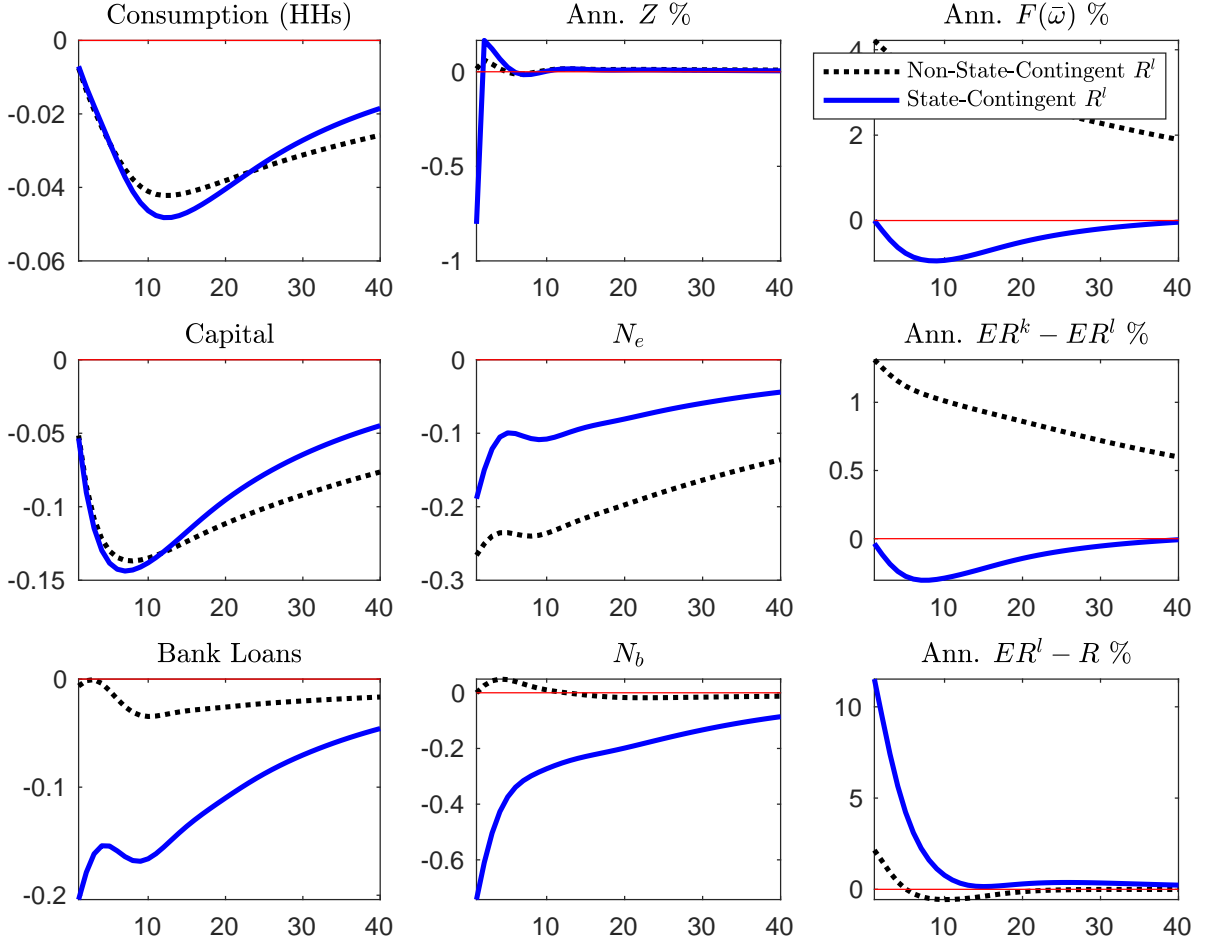 Consumption (HHs)
0
-0.02
-0.04
-0.06
10 20 30 40
Ann. Z %
0
-0.5
-1
10 20 30 40
Ann. F(ω̄) %
4
2
0
10 20 30 40
Non-State-Contingent R^l
State-Contingent R^l
Capital
0
-0.05
-0.1
-0.15
10 20 30 40
N_e
0
-0.1
-0.2
-0.3
10 20 30 40
Ann. ER^k − ER^l %
1
0.5
0
10 20 30 40
Bank Loans
0
-0.1
-0.2
10 20 30 40
N_b
0
-0.2
-0.4
-0.6
10 20 30 40
Ann. ER^l − R %
10
5
0
10 20 30 40